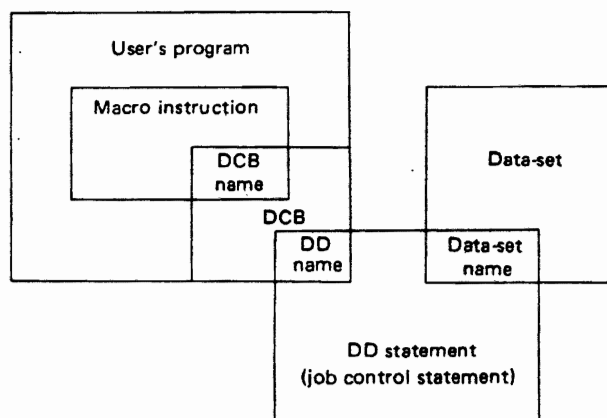 User's program
Macro instruction
DCB
name
Data-set
DCB
DD
name
Data-set
name
DD statement
(job control statement)